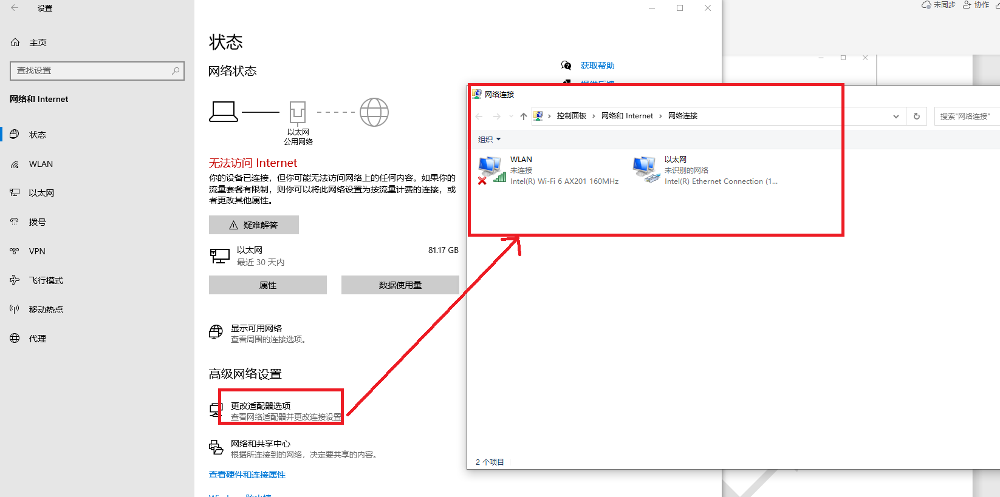 设置
主页
查找设置
网络和 Internet
状态
WLAN
以太网
拨号
VPN
飞行模式
移动热点
代理
状态
网络状态
以太网
公用网络
无法访问 Internet
你的设备已连接，但你可能无法访问网络上的任何内容。如果你的
流量套餐有限制，则你可以将此网络设置为按流量计费的连接，或
者更改其他属性。
疑难解答
以太网
81.17 GB
最近 30 天内
属性
数据使用量
显示可用网络
查看周围的连接选项。
高级网络设置
更改适配器选项
查看网络适配器并更改连接设置
网络和共享中心
根据所连接到的网络，决定要共享的内容。
查看硬件和连接属性
Windows 防火墙
获取帮助
提供反馈
未同步
协作
网络连接
控制面板 > 网络和 Internet > 网络连接
搜索"网络连接"
组织
WLAN
未连接
Intel(R) Wi-Fi 6 AX201 160MHz
以太网
未识别的网络
Intel(R) Ethernet Connection (1...
2 个项目